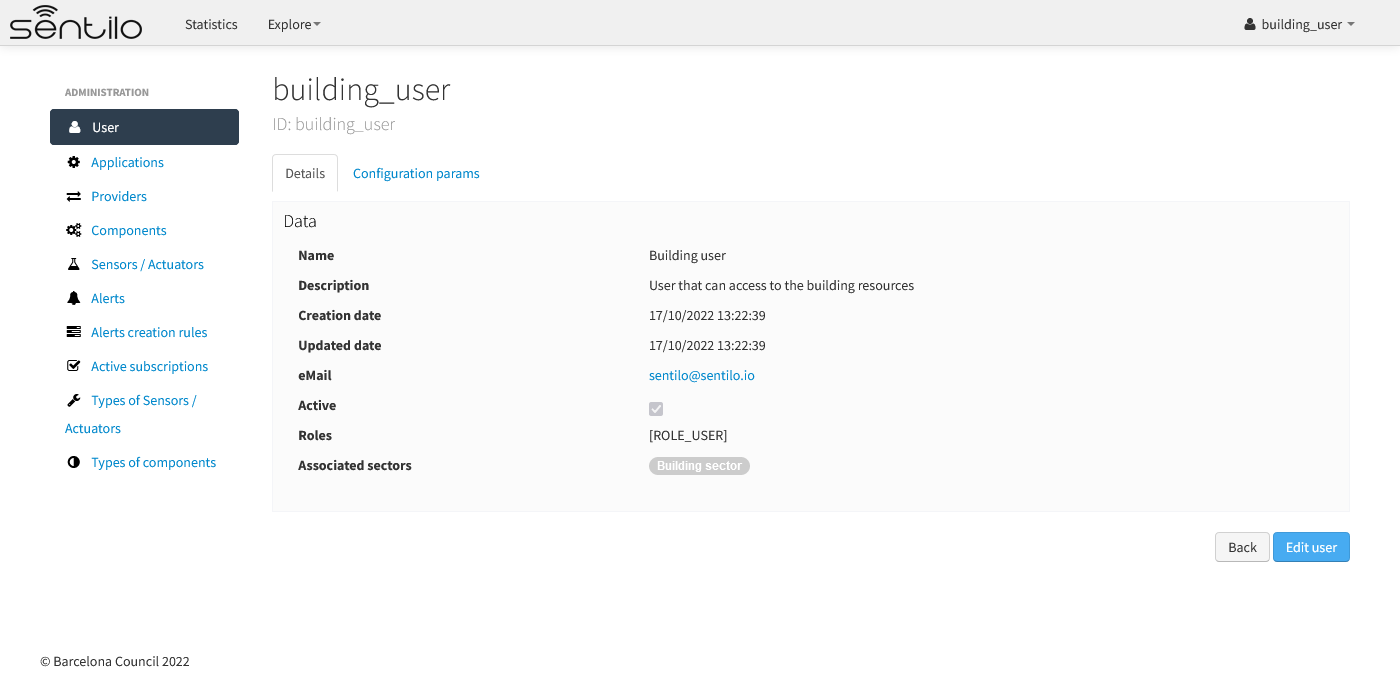 sentilo Statistics Explore building_user
ADMINISTRATION
User
Applications
Providers
Components
Sensors / Actuators
Alerts
Alerts creation rules
Active subscriptions
Types of Sensors /
Actuators
Types of components
building_user
ID: building_user
Details Configuration params
Data
Name Building user
Description User that can access to the building resources
Creation date 17/10/2022 13:22:39
Updated date 17/10/2022 13:22:39
eMail sentilo@sentilo.io
Active
Roles [ROLE_USER]
Associated sectors Building sector
Back Edit user
© Barcelona Council 2022